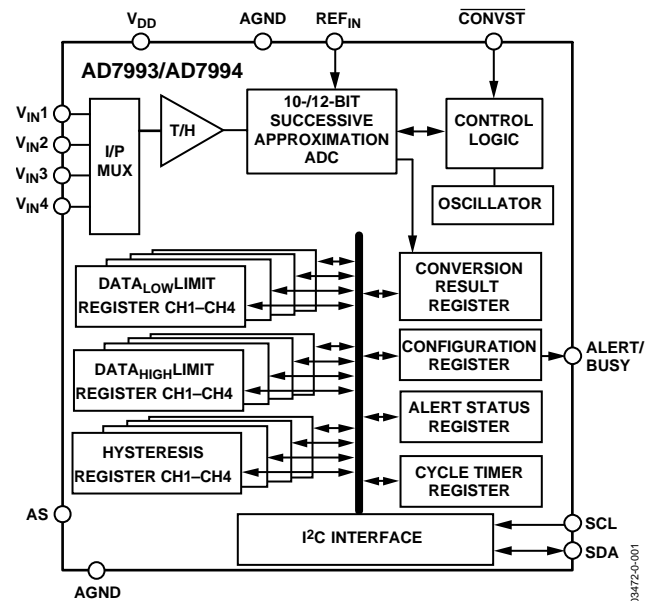 VDD
AGND
REFIN
CONVST
AD7993/AD7994
VIN1
VIN2
VIN3
VIN4
I/P
MUX
T/H
10-/12-BIT
SUCCESSIVE
APPROXIMATION
ADC
CONTROL
LOGIC
OSCILLATOR
DATALOWLIMIT
REGISTER CH1–CH4
CONVERSION
RESULT
REGISTER
DATAHIGHLIMIT
REGISTER CH1–CH4
CONFIGURATION
REGISTER
ALERT/
BUSY
ALERT STATUS
REGISTER
HYSTERESIS
REGISTER CH1–CH4
CYCLE TIMER
REGISTER
AS
I2C INTERFACE
SCL
SDA
AGND
03472-0-001